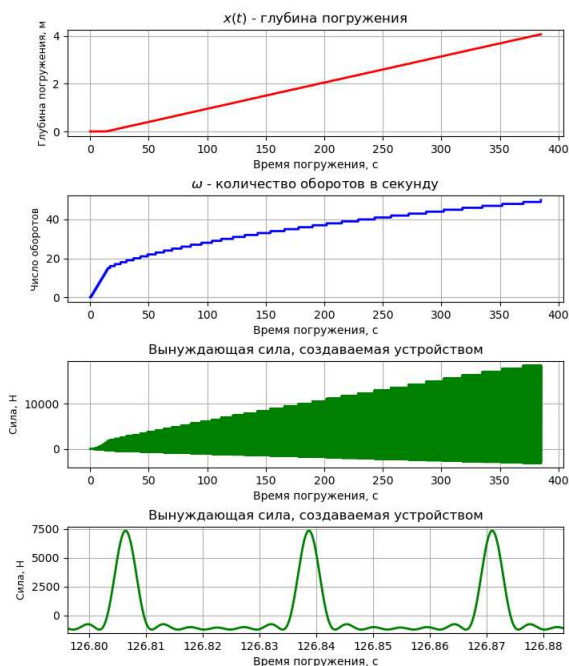 x(t) - глубина погружения
Глубина погружения, м
4
2
0
0 50 100 150 200 250 300 350 400
Время погружения, с
ω - количество оборотов в секунду
Число оборотов
40
20
0
0 50 100 150 200 250 300 350 400
Время погружения, с
Вынуждающая сила, создаваемая устройством
Сила, Н
10000
0
0 50 100 150 200 250 300 350 400
Время погружения, с
Вынуждающая сила, создаваемая устройством
Сила, Н
7500
5000
2500
0
126.80 126.81 126.82 126.83 126.84 126.85 126.86 126.87 126.88
Время погружения, с